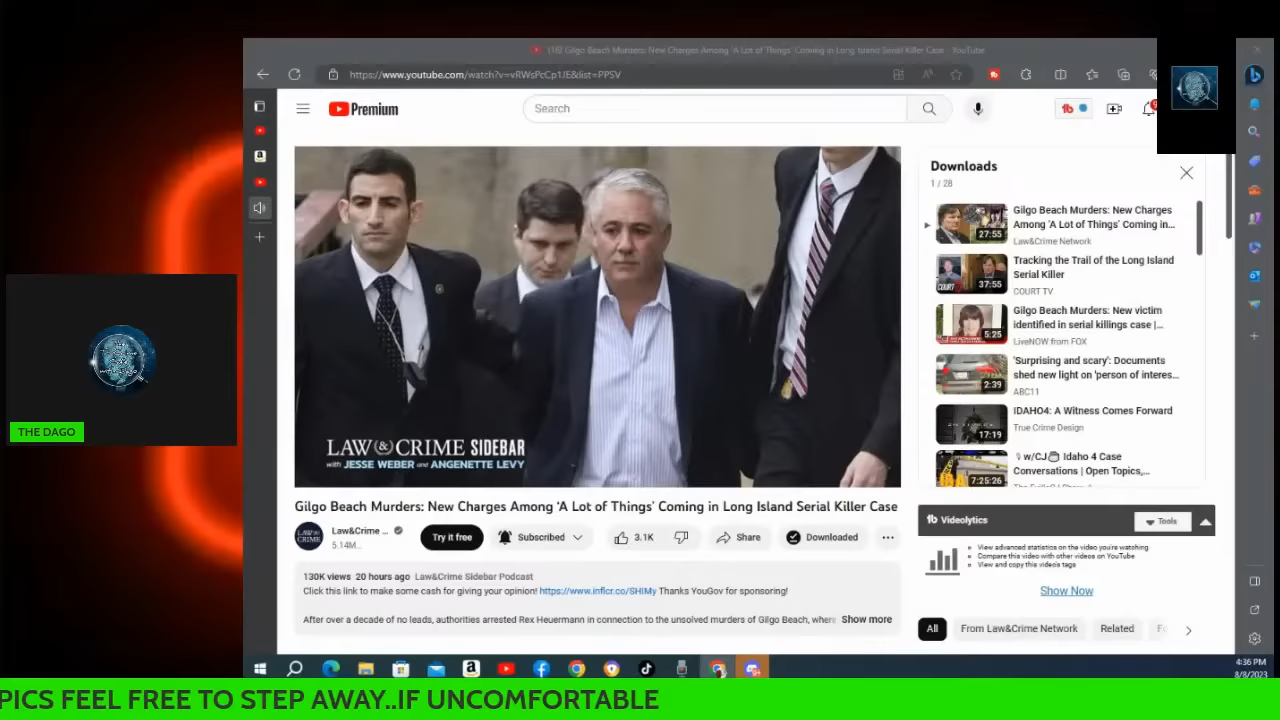 (16) Gilgo Beach Murders: New Charges Among 'A Lot of Things' Coming in Long Island Serial Killer Case - YouTube
https://www.youtube.com/watch?v=vRWsPcCp1JE&list=PPSV
Premium
Search
Downloads
1 / 28
Gilgo Beach Murders: New Charges
Among 'A Lot of Things' Coming in...
Law&Crime Network
27:55
Tracking the Trail of the Long Island
Serial Killer
COURT TV
37:55
Gilgo Beach Murders: New victim
identified in serial killings case |...
LiveNOW from FOX
5:25
'Surprising and scary': Documents
shed new light on 'person of interes...
ABC11
2:39
IDAHO4: A Witness Comes Forward
True Crime Design
17:19
w/CJ Idaho 4 Case
Conversations | Open Topics,...
7:25:26
LAW & CRIME SIDEBAR
with JESSE WEBER and ANGENETTE LEVY
THE DAGO
Gilgo Beach Murders: New Charges Among 'A Lot of Things' Coming in Long Island Serial Killer Case
LAW& CRIME
Law&Crime ...
5.14M...
Try it free
Subscribed
3.1K
Share
Downloaded
130K views 20 hours ago Law&Crime Sidebar Podcast
Click this link to make some cash for giving your opinion! https://www.inflcr.co/SHIMy Thanks YouGov for sponsoring!
After over a decade of no leads, authorities arrested Rex Heuermann in connection to the unsolved murders of Gilgo Beach, where Show more
Videolytics
Tools
View advanced statistics on the video you're watching
Compare this video with other videos on YouTube
View and copy this video's tags
Show Now
All
From Law&Crime Network
Related
4:36 PM
8/8/2023
PICS FEEL FREE TO STEP AWAY..IF UNCOMFORTABLE